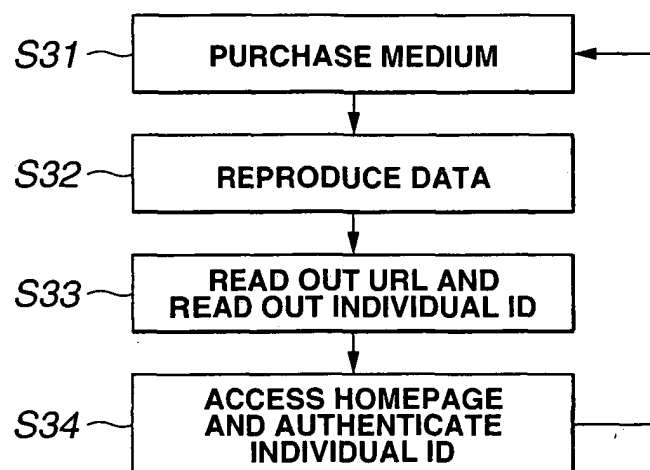 S31
PURCHASE MEDIUM
S32
REPRODUCE DATA
S33
READ OUT URL AND
READ OUT INDIVIDUAL ID
S34
ACCESS HOMEPAGE
AND AUTHENTICATE
INDIVIDUAL ID